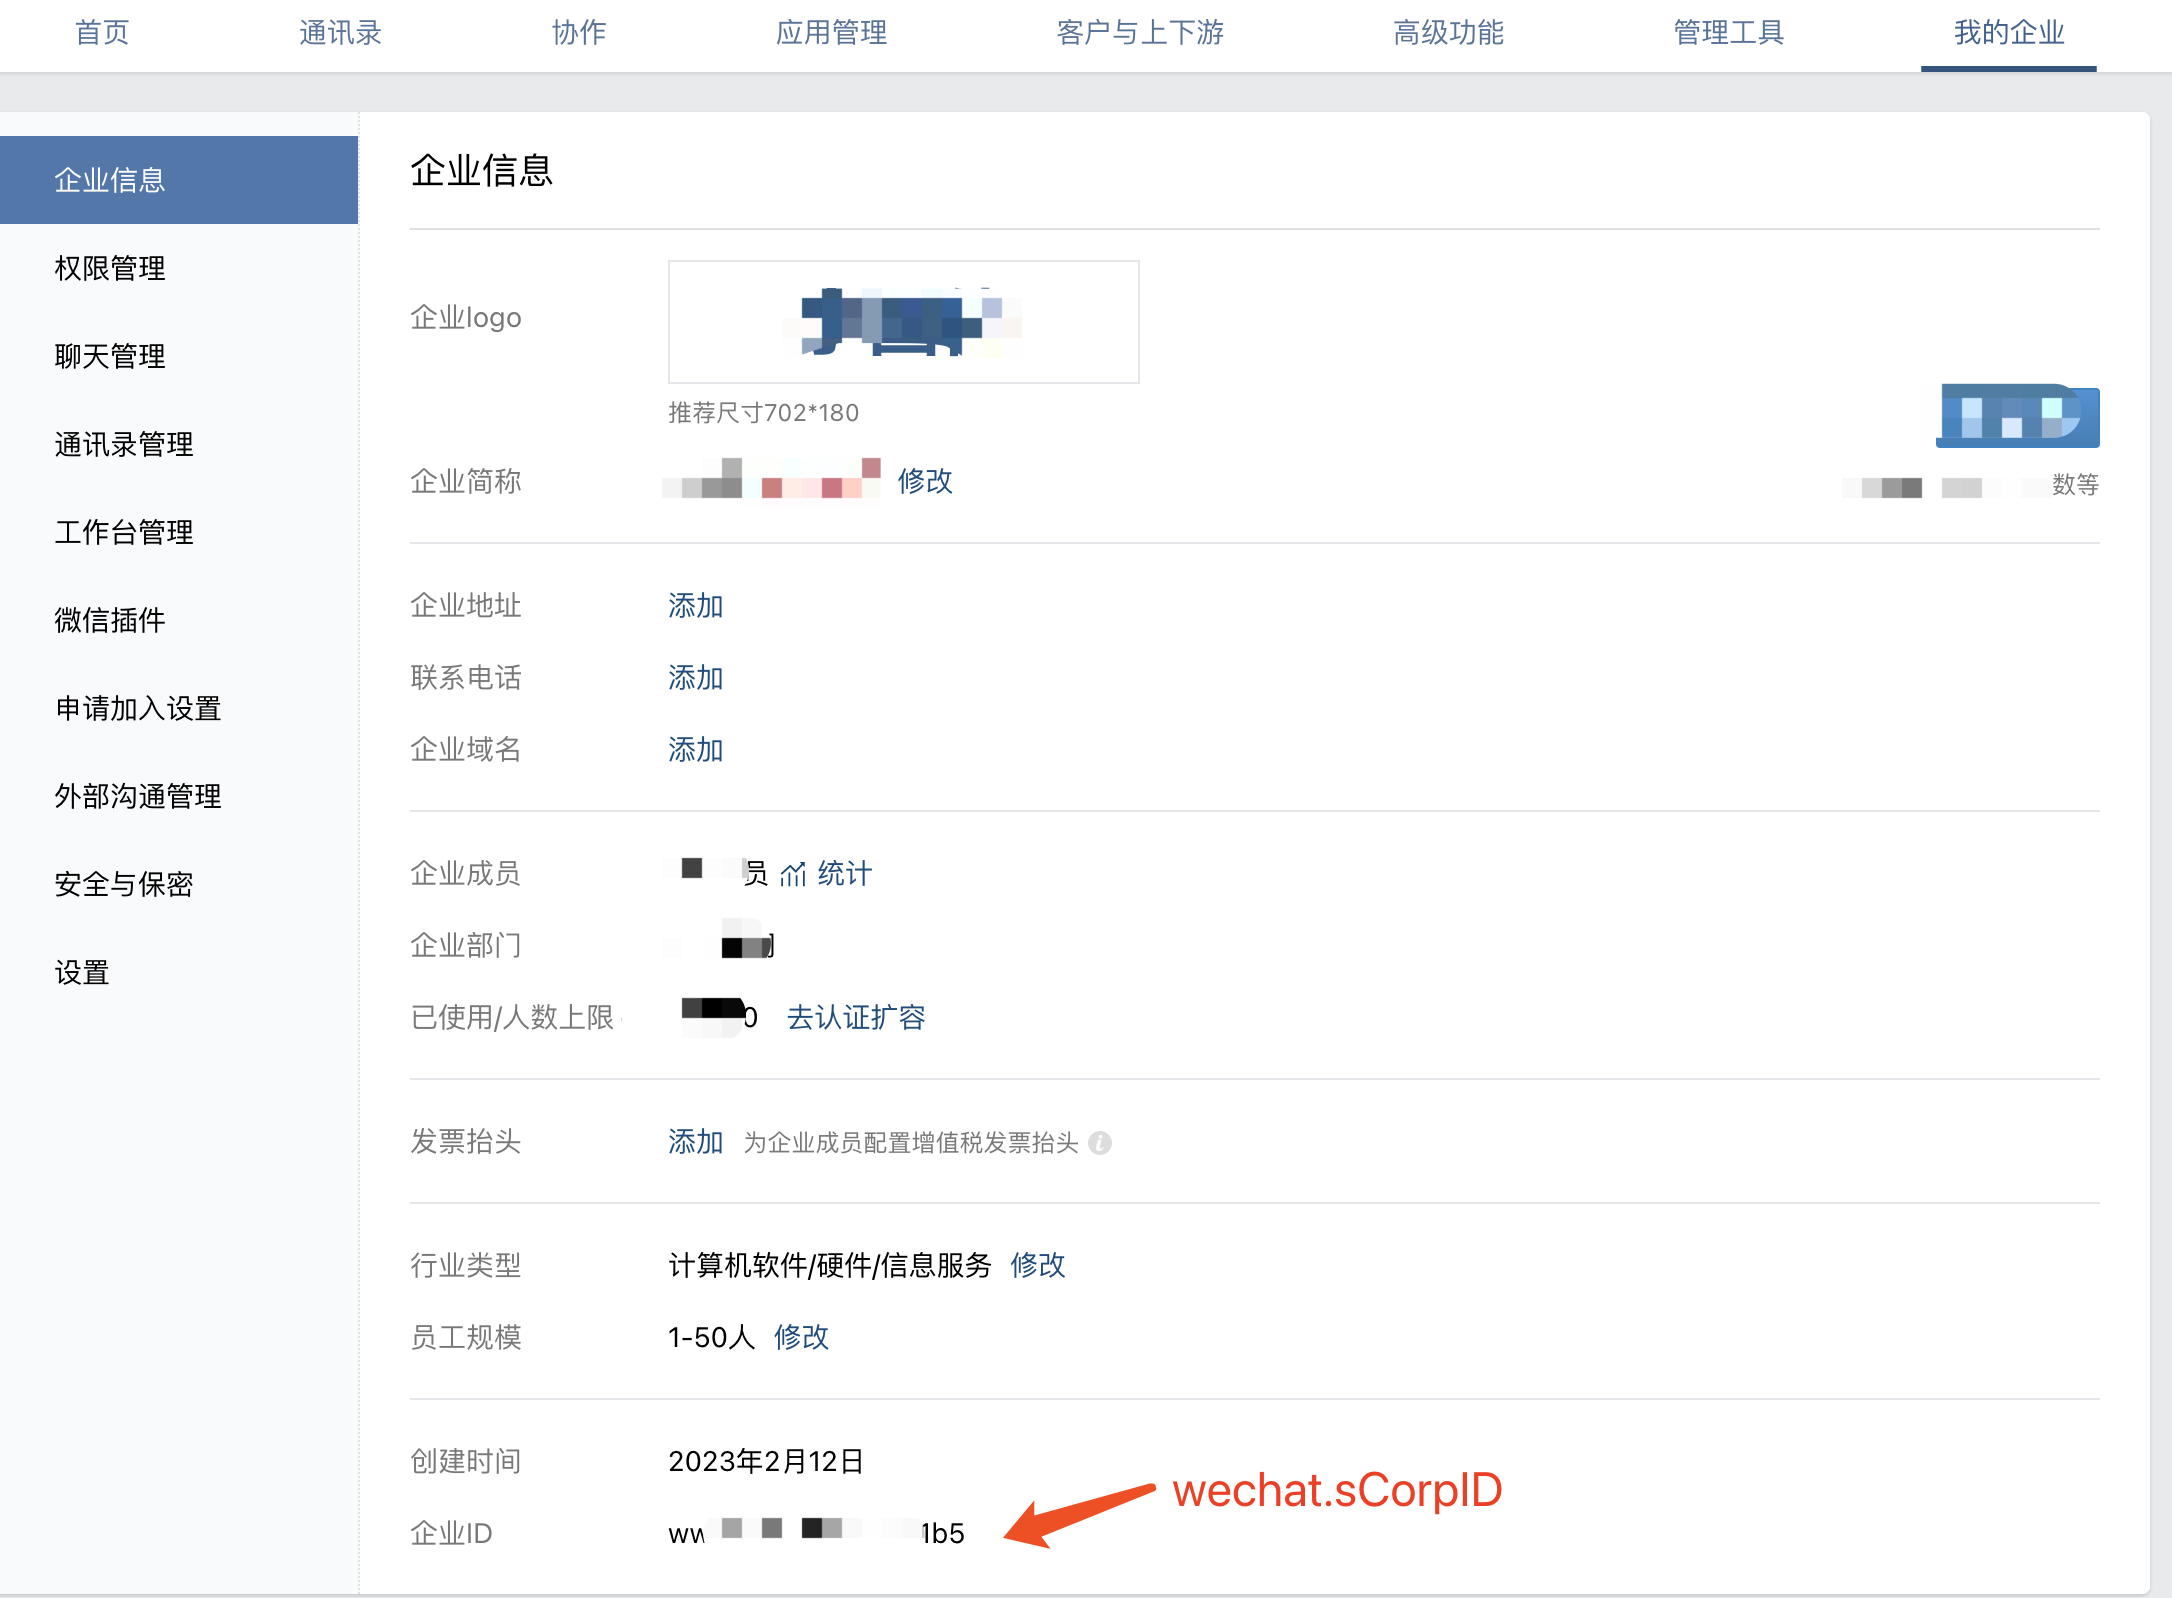 首页 通讯录 协作 应用管理 客户与上下游 高级功能 管理工具 我的企业
企业信息
权限管理
聊天管理
通讯录管理
工作台管理
微信插件
申请加入设置
外部沟通管理
安全与保密
设置
企业信息
企业logo
推荐尺寸702*180
企业简称 修改
数等
企业地址 添加
联系电话 添加
企业域名 添加
企业成员 员 统计
企业部门
已使用/人数上限 0 去认证扩容
发票抬头 添加 为企业成员配置增值税发票抬头
行业类型 计算机软件/硬件/信息服务 修改
员工规模 1-50人 修改
创建时间 2023年2月12日
wechat.sCorpID
企业ID ww 1b5